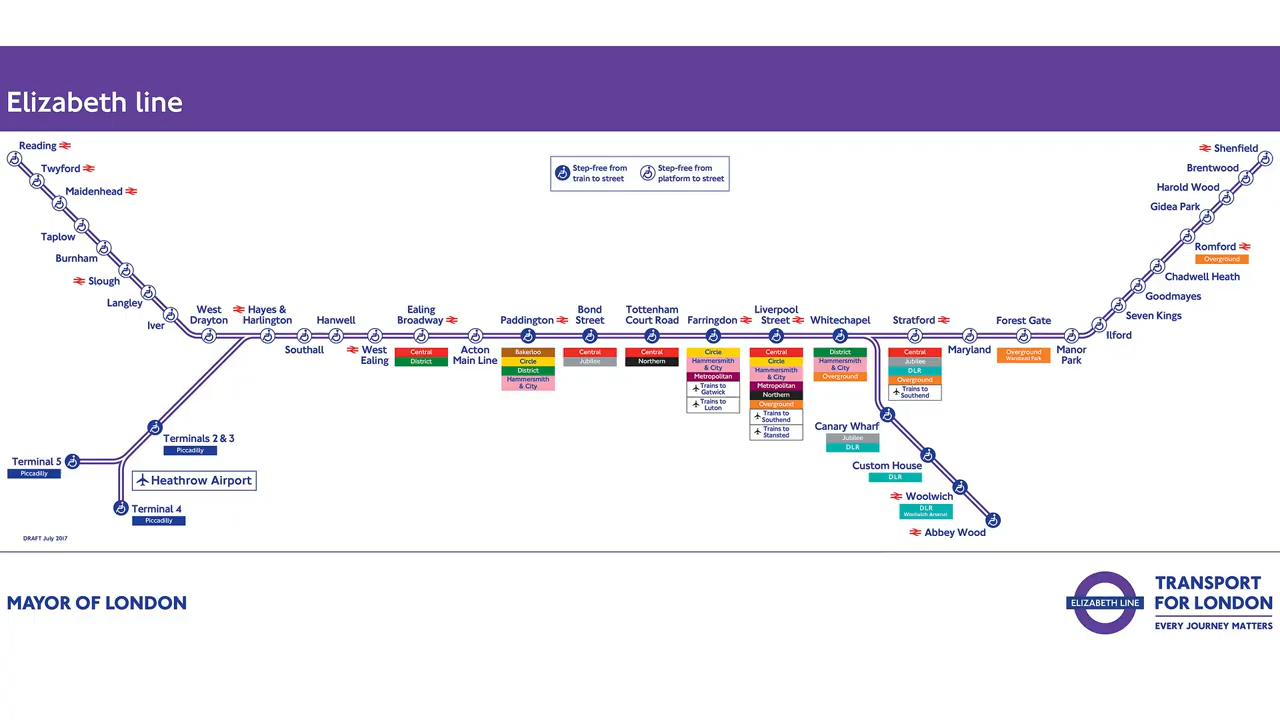 Elizabeth line
Step-free from
train to street
Step-free from
platform to street
Reading
Twyford
Maidenhead
Taplow
Burnham
Slough
Langley
Iver
West
Drayton
Hayes &
Harlington
Southall
Hanwell
West
Ealing
Ealing
Broadway
Central
District
Acton
Main Line
Paddington
Bakerloo
Circle
District
Hammersmith
& City
Bond
Street
Central
Jubilee
Tottenham
Court Road
Central
Northern
Farringdon
Circle
Hammersmith
& City
Metropolitan
Trains to
Gatwick
Trains to
Luton
Liverpool
Street
Central
Circle
Hammersmith
& City
Metropolitan
Northern
Overground
Trains to
Southend
Trains to
Stansted
Whitechapel
District
Hammersmith
& City
Overground
Stratford
Central
Jubilee
DLR
Overground
Trains to
Southend
Maryland
Forest Gate
Overground
Wanstead Park
Manor
Park
Ilford
Seven Kings
Goodmayes
Chadwell Heath
Romford
Overground
Gidea Park
Harold Wood
Brentwood
Shenfield
Canary Wharf
Jubilee
DLR
Custom House
DLR
Woolwich
DLR
Woolwich Arsenal
Abbey Wood
Terminals 2 & 3
Piccadilly
Terminal 5
Piccadilly
Heathrow Airport
Terminal 4
Piccadilly
DRAFT July 2017
MAYOR OF LONDON
ELIZABETH LINE
TRANSPORT
FOR LONDON
EVERY JOURNEY MATTERS